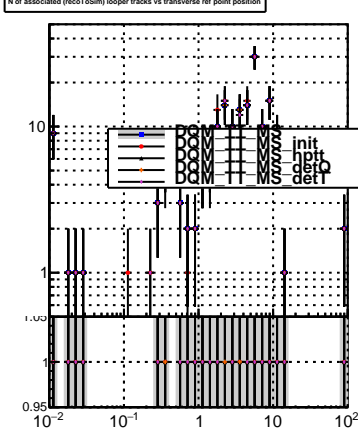 N of associated (recoToSim) looper tracks vs transverse ref point position
10
DQM_TT_MS
DQM_TT_MS_init
DQM_TT_MS_hptt
DQM_TT_MS_detQ
DQM_TT_MS_detT
1
1.05
1
0.95
10⁻² 10⁻¹ 1 10 10²